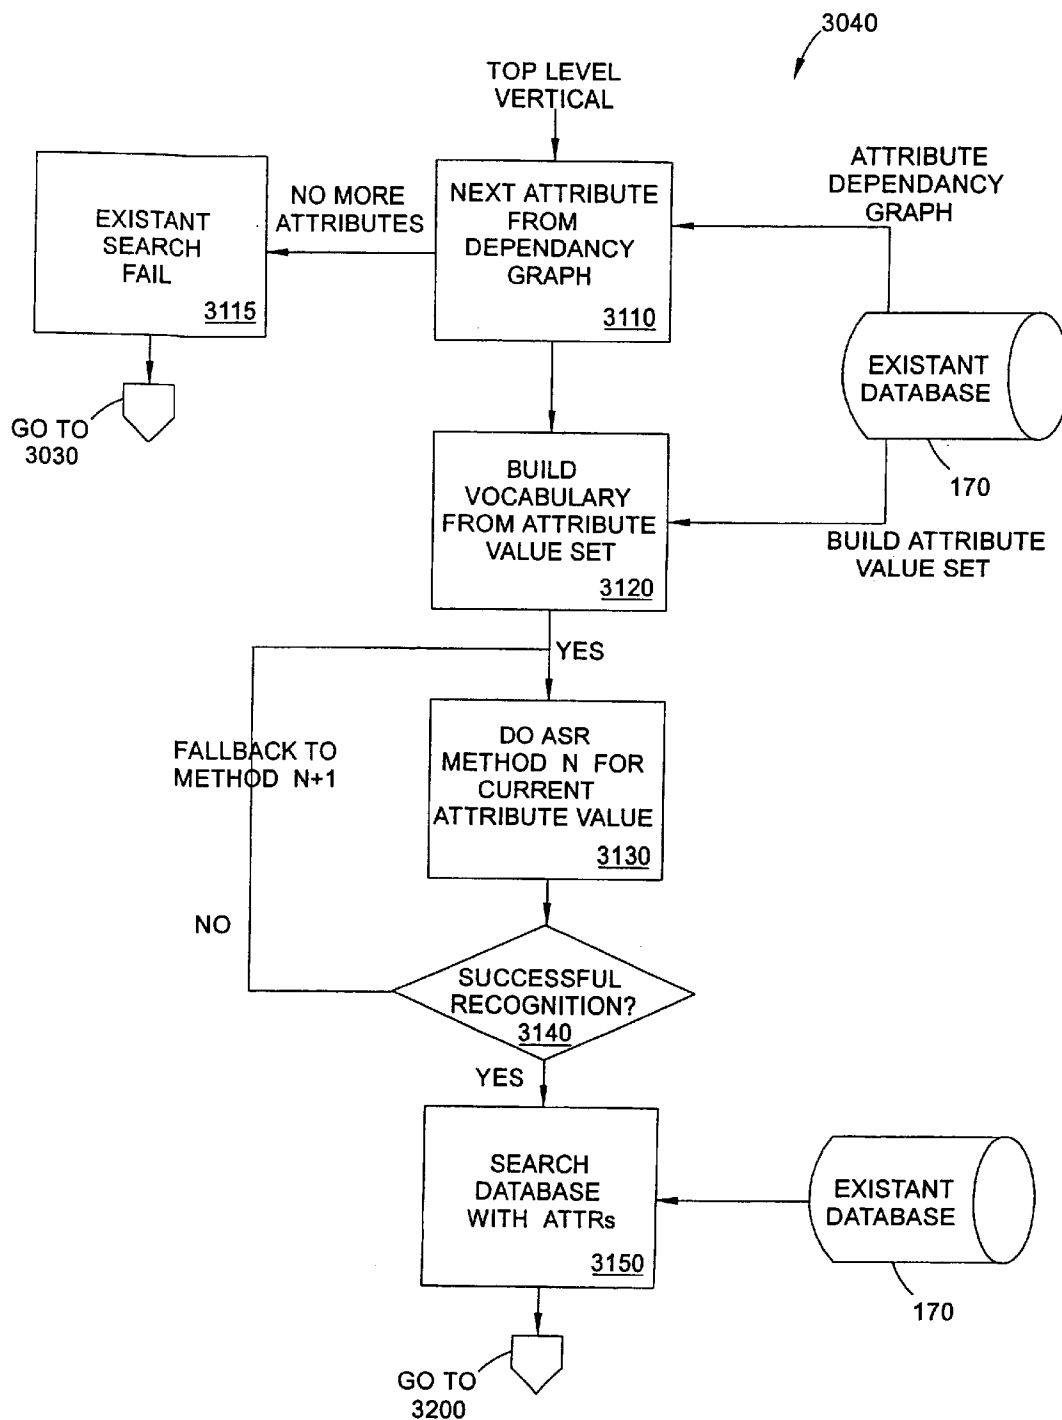 3040
TOP LEVEL
VERTICAL
ATTRIBUTE
DEPENDANCY
GRAPH
NO MORE
ATTRIBUTES
EXISTANT
SEARCH
FAIL
3115
NEXT ATTRIBUTE
FROM
DEPENDANCY
GRAPH
3110
EXISTANT
DATABASE
170
GO TO
3030
BUILD
VOCABULARY
FROM ATTRIBUTE
VALUE SET
3120
BUILD ATTRIBUTE
VALUE SET
YES
FALLBACK TO
METHOD N+1
DO ASR
METHOD N FOR
CURRENT
ATTRIBUTE VALUE
3130
NO
SUCCESSFUL
RECOGNITION?
3140
YES
SEARCH
DATABASE
WITH ATTRs
3150
EXISTANT
DATABASE
170
GO TO
3200